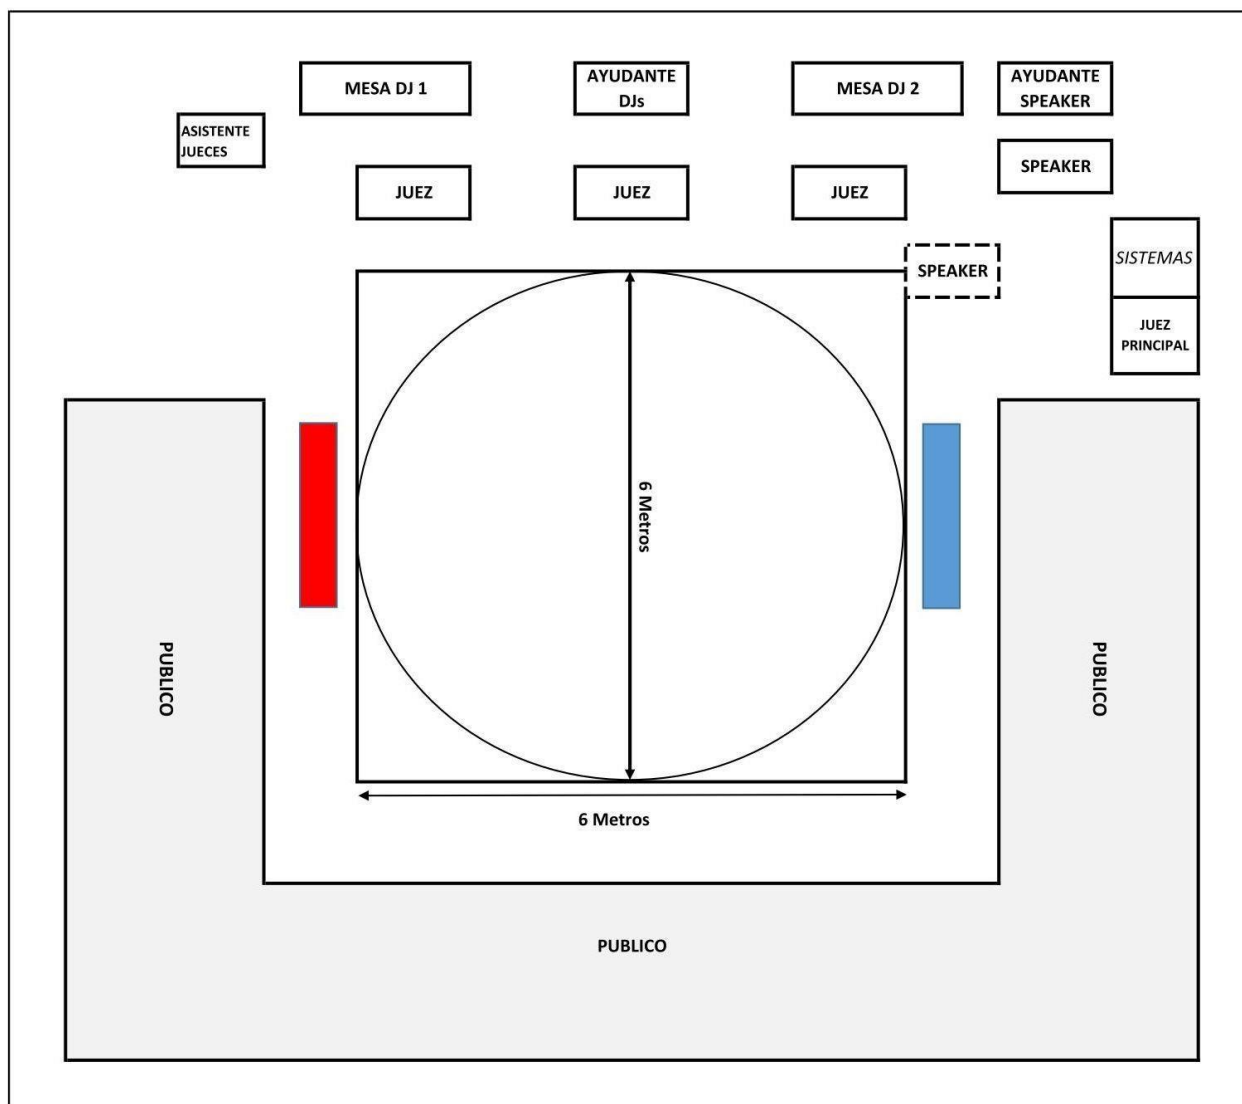 MESA DJ 1
AYUDANTE
DJs
MESA DJ 2
AYUDANTE
SPEAKER
ASISTENTE
JUECES
SPEAKER
JUEZ
JUEZ
JUEZ
SPEAKER
SISTEMAS
JUEZ
PRINCIPAL
6 Metros
PUBLICO
PUBLICO
6 Metros
PUBLICO